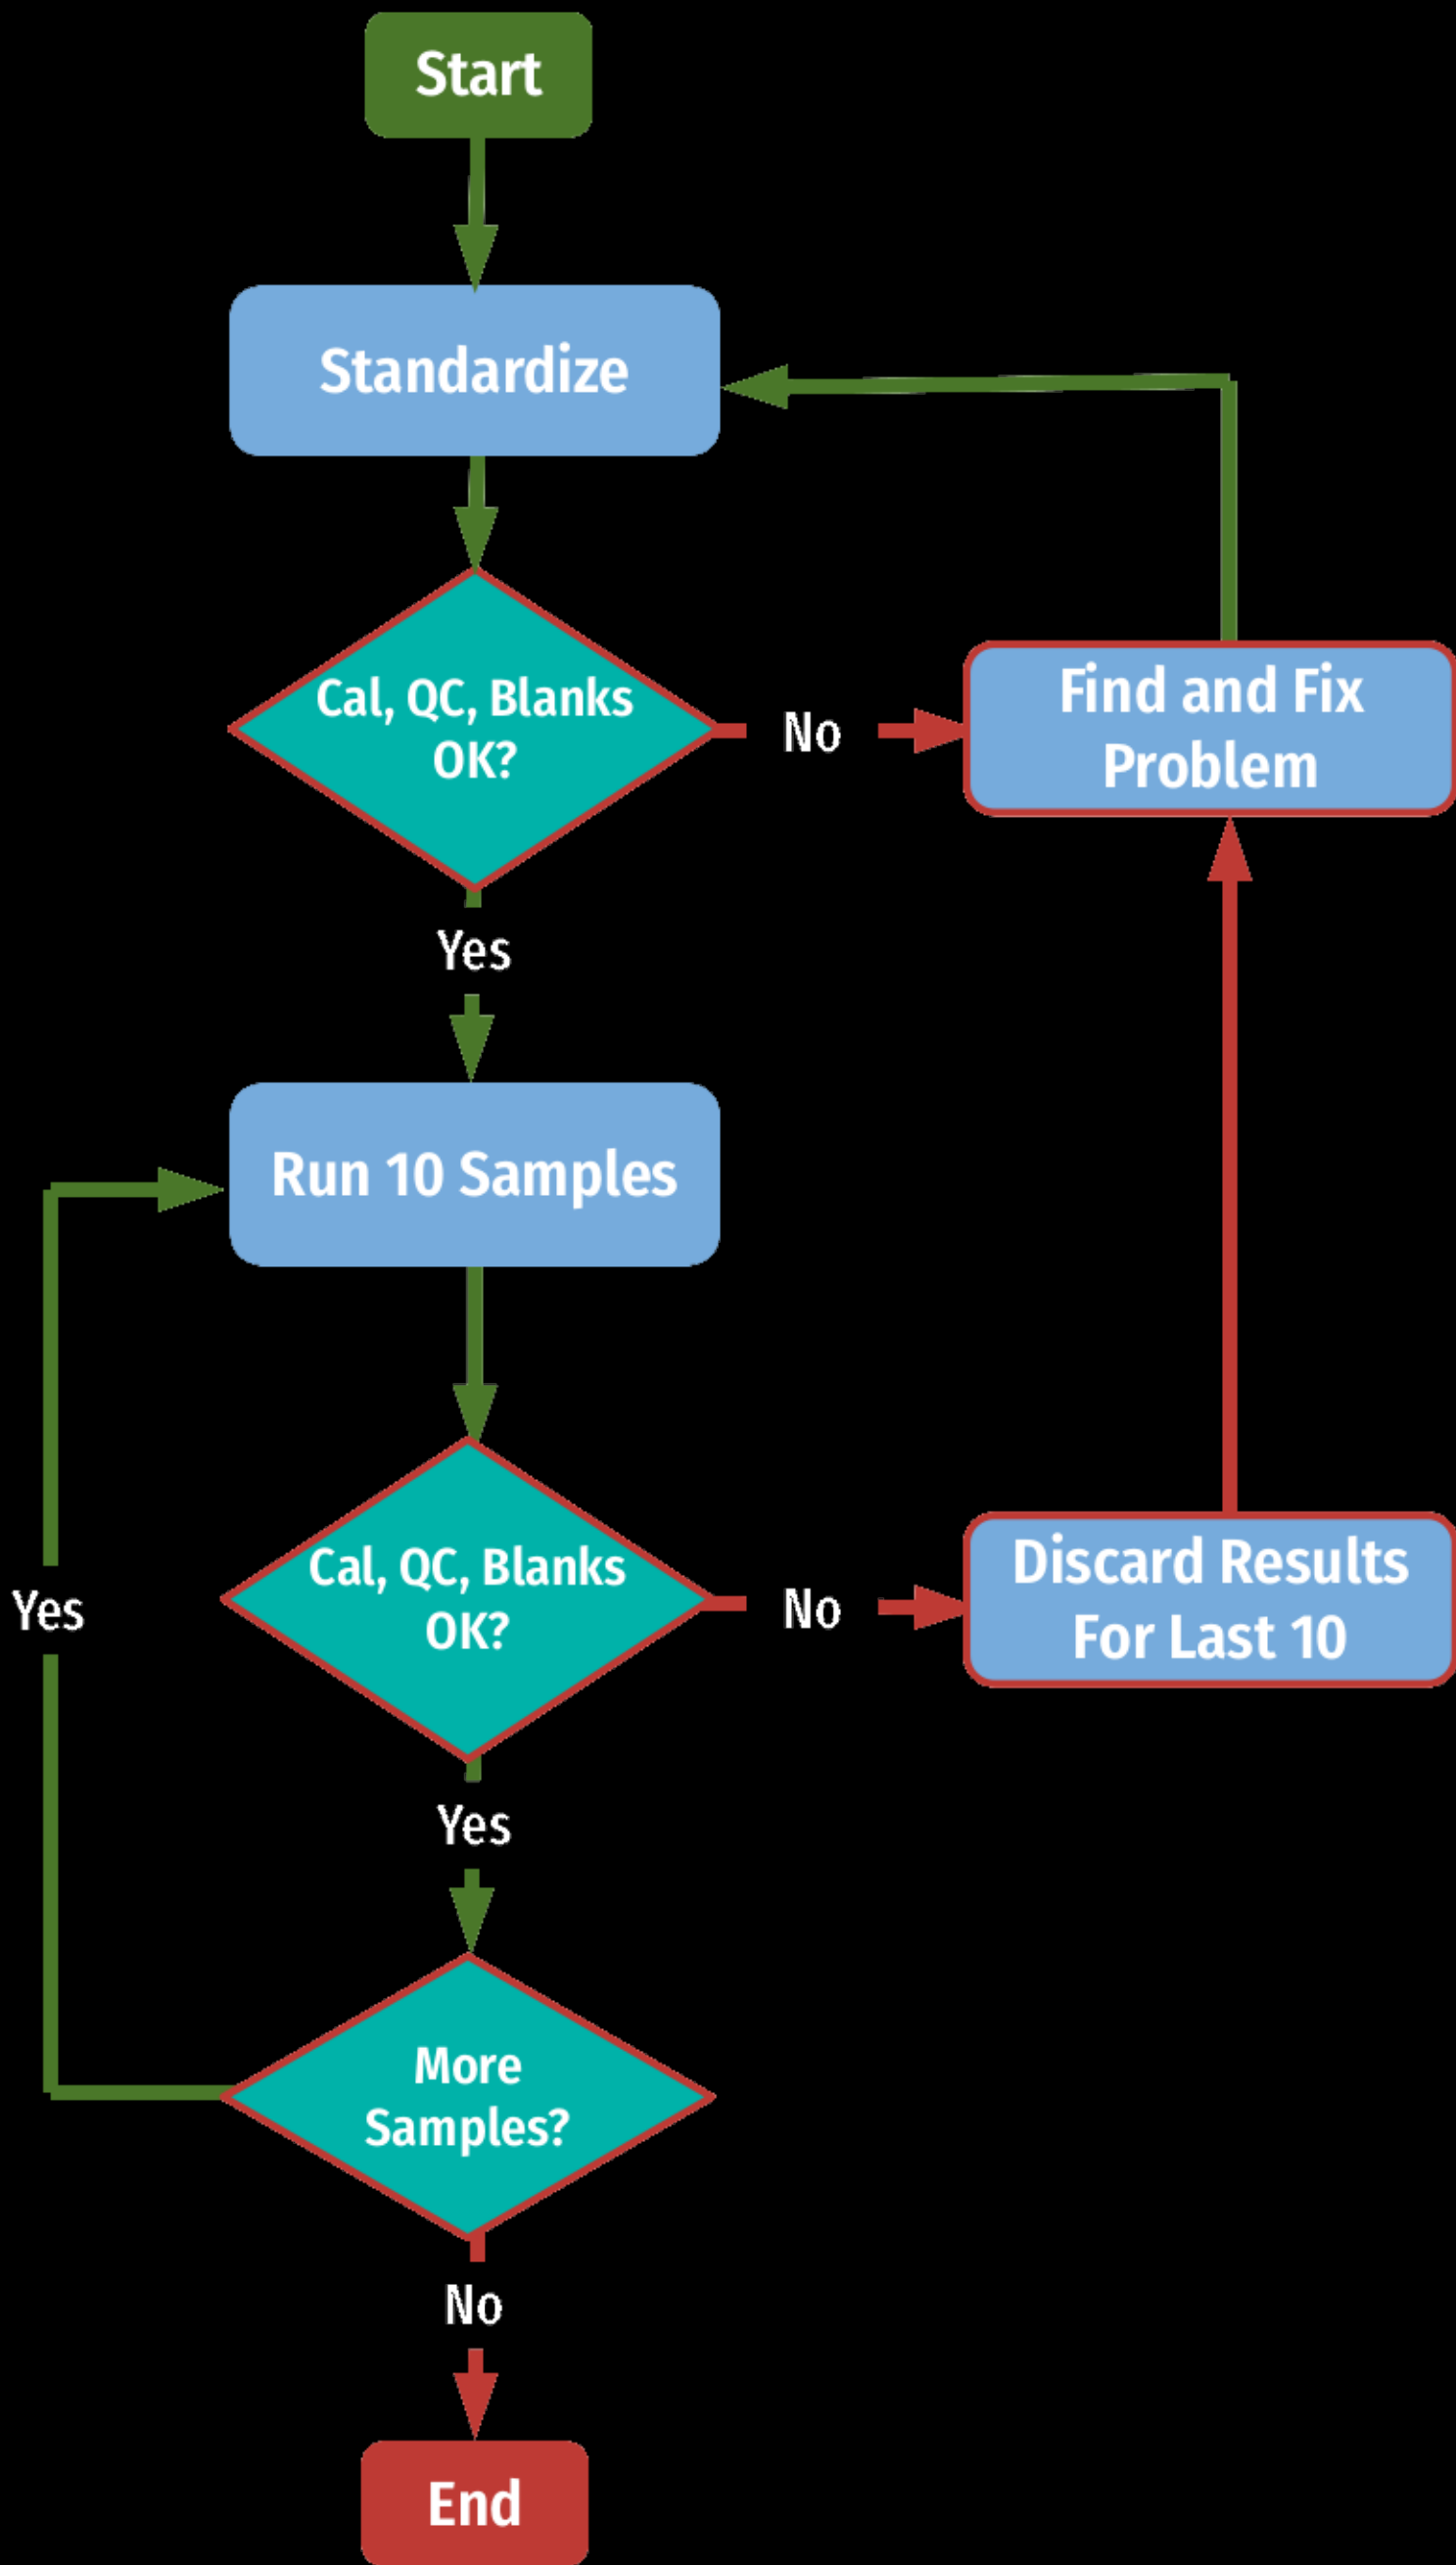 Start
Standardize
Cal, QC, Blanks
OK?
No
Find and Fix
Problem
Yes
Run 10 Samples
Cal, QC, Blanks
OK?
No
Discard Results
For Last 10
Yes
Yes
More
Samples?
No
End